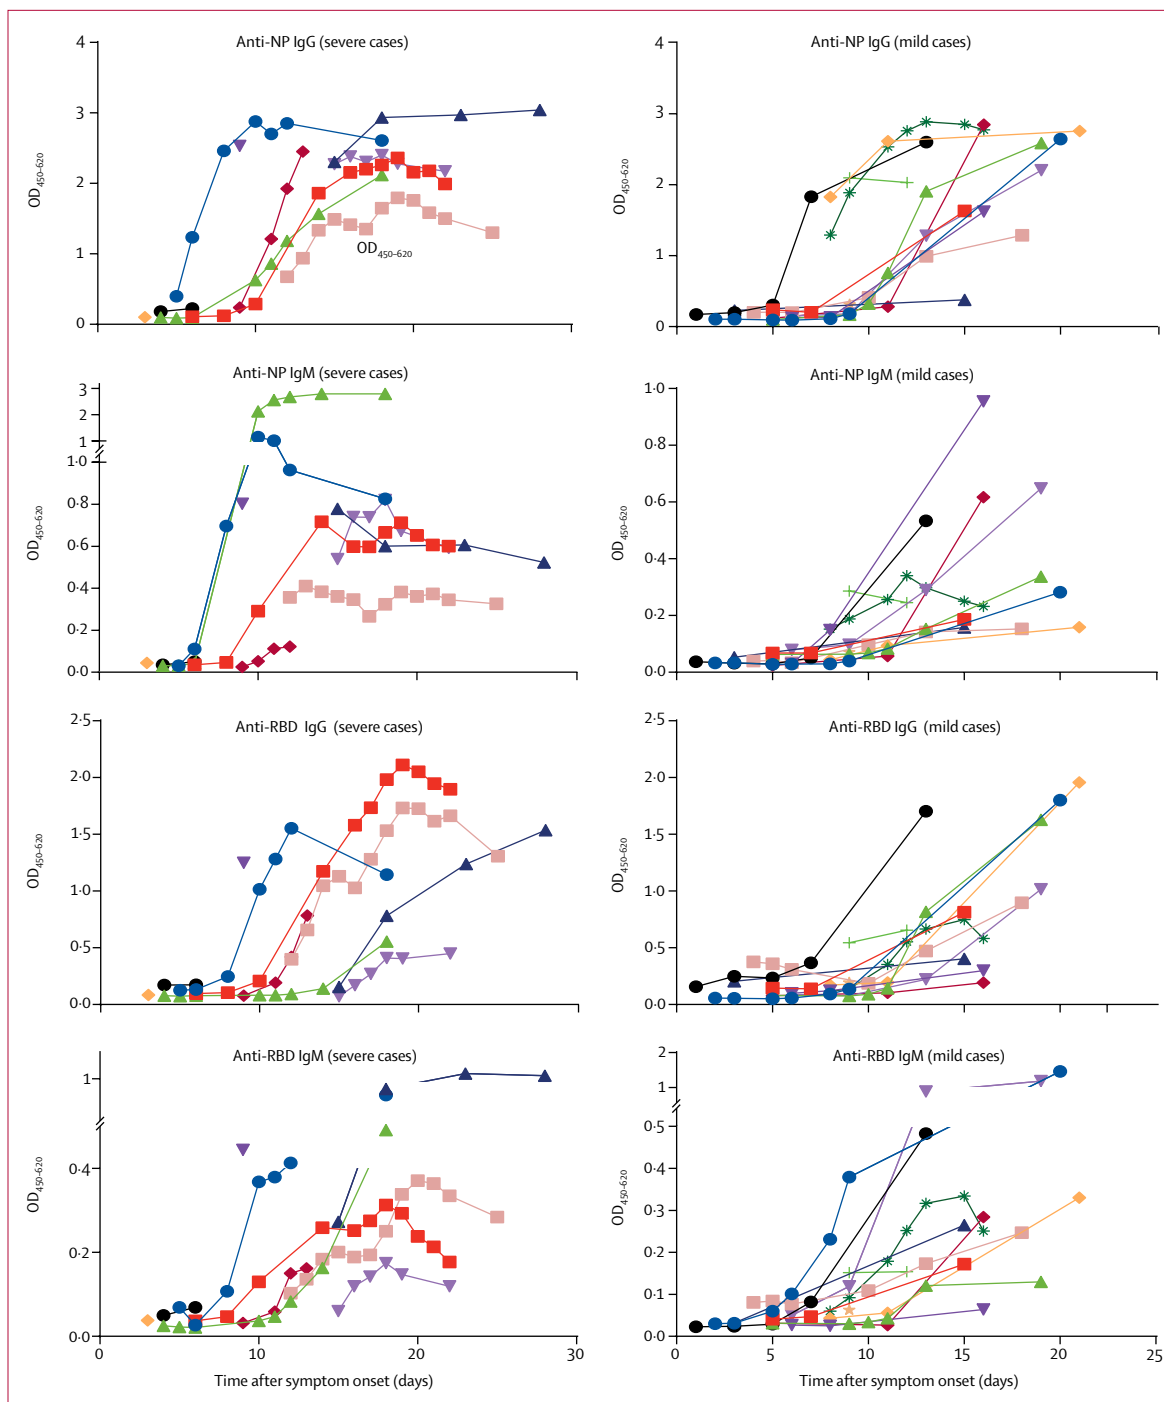 Anti-NP IgG (severe cases)
4
3
2
1
0
OD450–620
OD450–620
Anti-NP IgG (mild cases)
4
3
2
1
0
OD450–620
Anti-NP IgM (severe cases)
3
2
1
1·0
0·8
0·6
0·4
0·2
0·0
OD450–620
Anti-NP IgM (mild cases)
1·0
0·8
0·6
0·4
0·2
0·0
OD450–620
Anti-RBD IgG (severe cases)
2·5
2·0
1·5
1·0
0·5
0·0
OD450–620
Anti-RBD IgG (mild cases)
2·5
2·0
1·5
1·0
0·5
0·0
OD450–620
Anti-RBD IgM (severe cases)
1
0·4
0·2
0·0
OD450–620
0 10 20 30
Time after symptom onset (days)
Anti-RBD IgM (mild cases)
2
1
0·5
0·4
0·3
0·2
0·1
0·0
OD450–620
0 5 10 15 20 25
Time after symptom onset (days)